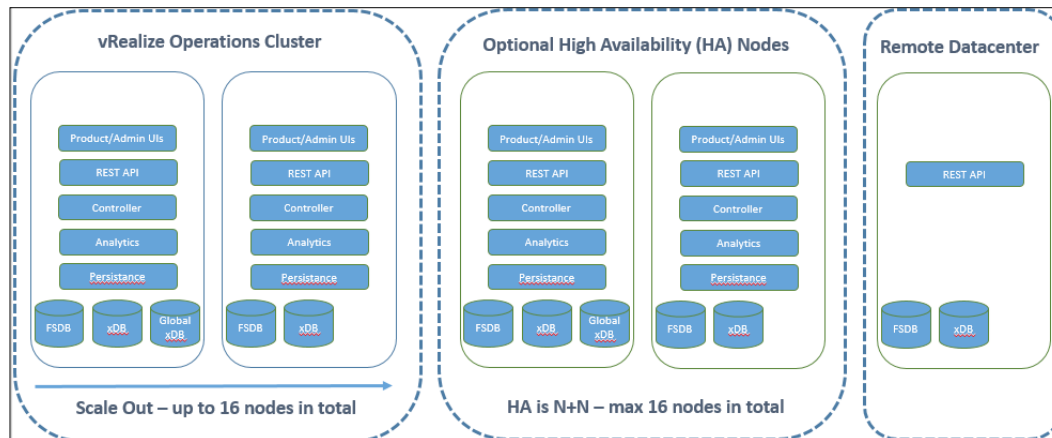 vRealize Operations Cluster
Product/Admin UIs
REST API
Controller
Analytics
Persistance
FSDB
xDB
Global
xDB
Product/Admin UIs
REST API
Controller
Analytics
Persistance
FSDB
xDB
Scale Out – up to 16 nodes in total
Optional High Availability (HA) Nodes
Product/Admin UIs
REST API
Controller
Analytics
Persistance
FSDB
xDB
Global
xDB
Product/Admin UIs
REST API
Controller
Analytics
Persistance
FSDB
xDB
HA is N+N – max 16 nodes in total
Remote Datacenter
REST API
FSDB
xDB